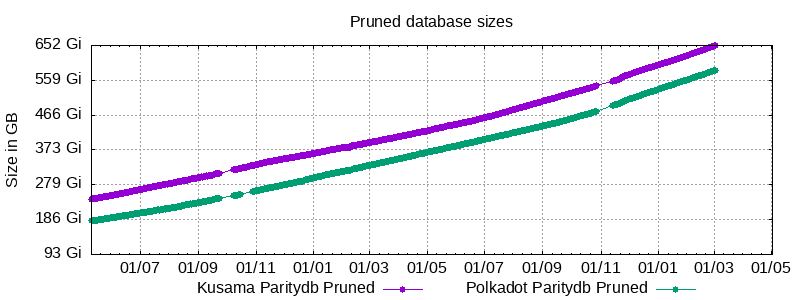 Pruned database sizes
652 Gi
559 Gi
466 Gi
373 Gi
279 Gi
186 Gi
93 Gi
Size in GB
01/07 01/09 01/11 01/01 01/03 01/05 01/07 01/09 01/11 01/01 01/03 01/05
Kusama Paritydb Pruned Polkadot Paritydb Pruned